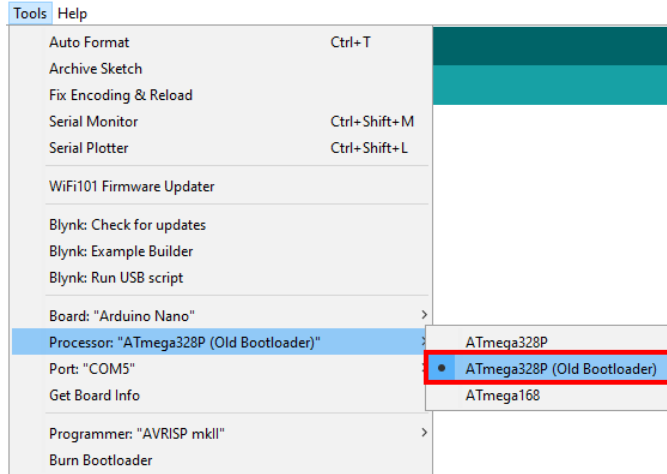 Tools Help
Auto Format Ctrl+T
Archive Sketch
Fix Encoding & Reload
Serial Monitor Ctrl+Shift+M
Serial Plotter Ctrl+Shift+L
WiFi101 Firmware Updater
Blynk: Check for updates
Blynk: Example Builder
Blynk: Run USB script
Board: "Arduino Nano"
Processor: "ATmega328P (Old Bootloader)"
Port: "COM5"
Get Board Info
Programmer: "AVRISP mkII"
Burn Bootloader
ATmega328P
ATmega328P (Old Bootloader)
ATmega168